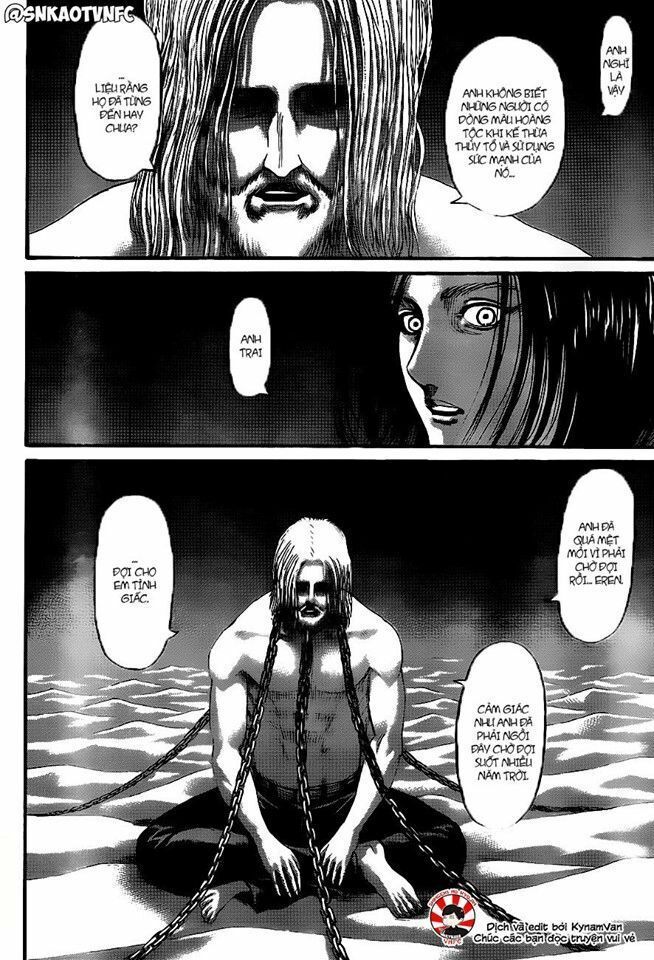 @SNKAOTVNFC
ANH
NGHĨ
LÀ
VẬY
ANH KHÔNG BIẾT
NHỮNG NGƯỜI CÓ
DÒNG MÁU HOÀNG
TỘC KHI KẾ THỪA
THỦY TỔ VÀ SỬ DỤNG
SỨC MẠNH CỦA
NÓ...
...
LIỆU RẰNG
HỌ ĐÃ TỪNG
ĐẾN HAY
CHƯA?
ANH
TRAI
ANH ĐÃ
QUÁ MỆT
MỎI VÌ PHẢI
CHỜ ĐỢI
RỒI... EREN.
...
ĐỢI CHO
EM TỈNH
GIẤC.
CẢM GIÁC
NHƯ ANH ĐÃ
PHẢI NGỒI
ĐÂY CHỜ ĐỢI
SUỐT NHIỀU
NĂM TRỜI.
VNFC
Dịch và edit bởi KynamVan
Chúc các bạn đọc truyện vui vẻ